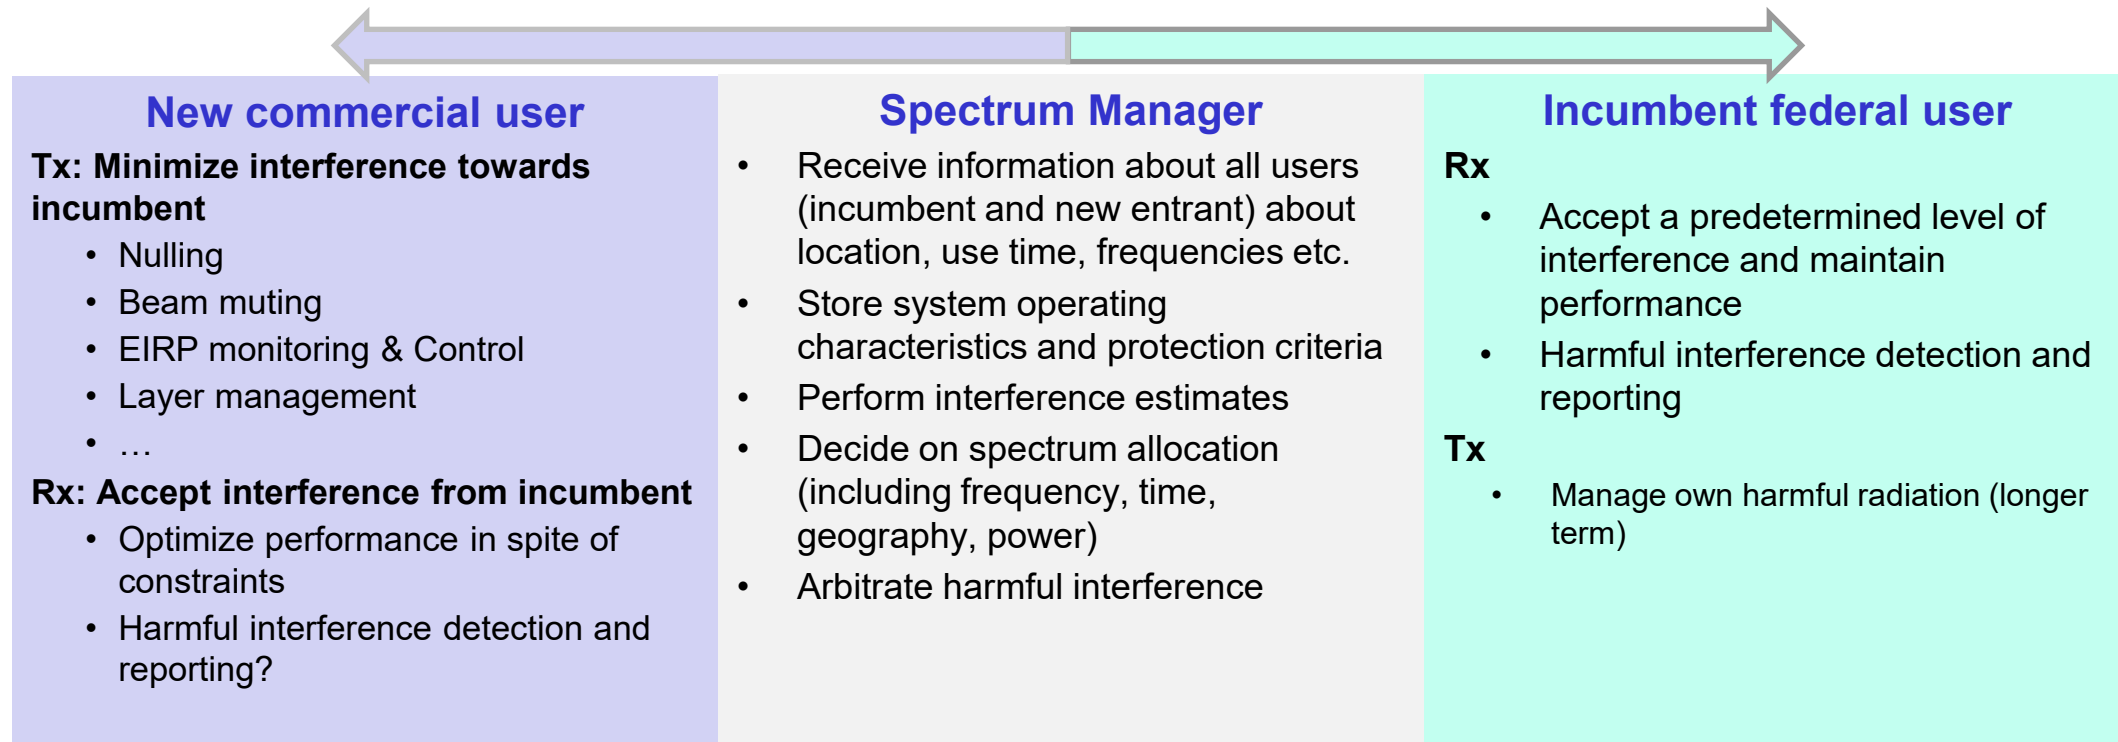 New commercial user
Tx: Minimize interference towards
incumbent
• Nulling
• Beam muting
• EIRP monitoring & Control
• Layer management
• …
Rx: Accept interference from incumbent
• Optimize performance in spite of
constraints
• Harmful interference detection and
reporting?
Spectrum Manager
• Receive information about all users
(incumbent and new entrant) about
location, use time, frequencies etc.
• Store system operating
characteristics and protection criteria
• Perform interference estimates
• Decide on spectrum allocation
(including frequency, time,
geography, power)
• Arbitrate harmful interference
Incumbent federal user
Rx
• Accept a predetermined level of
interference and maintain
performance
• Harmful interference detection and
reporting
Tx
• Manage own harmful radiation (longer
term)